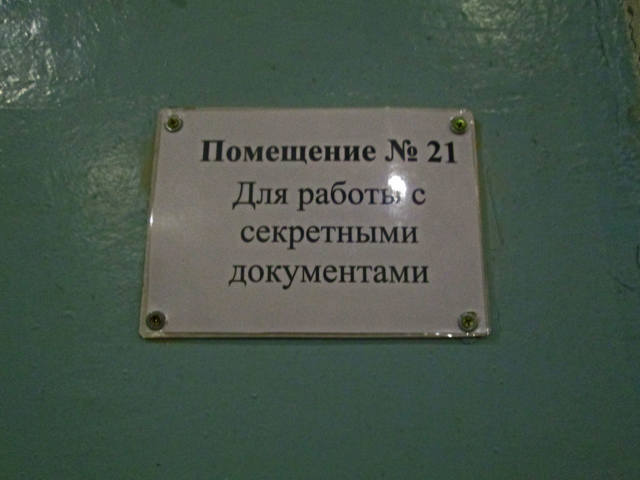 Помещение № 21
Для работы с
секретными
документами